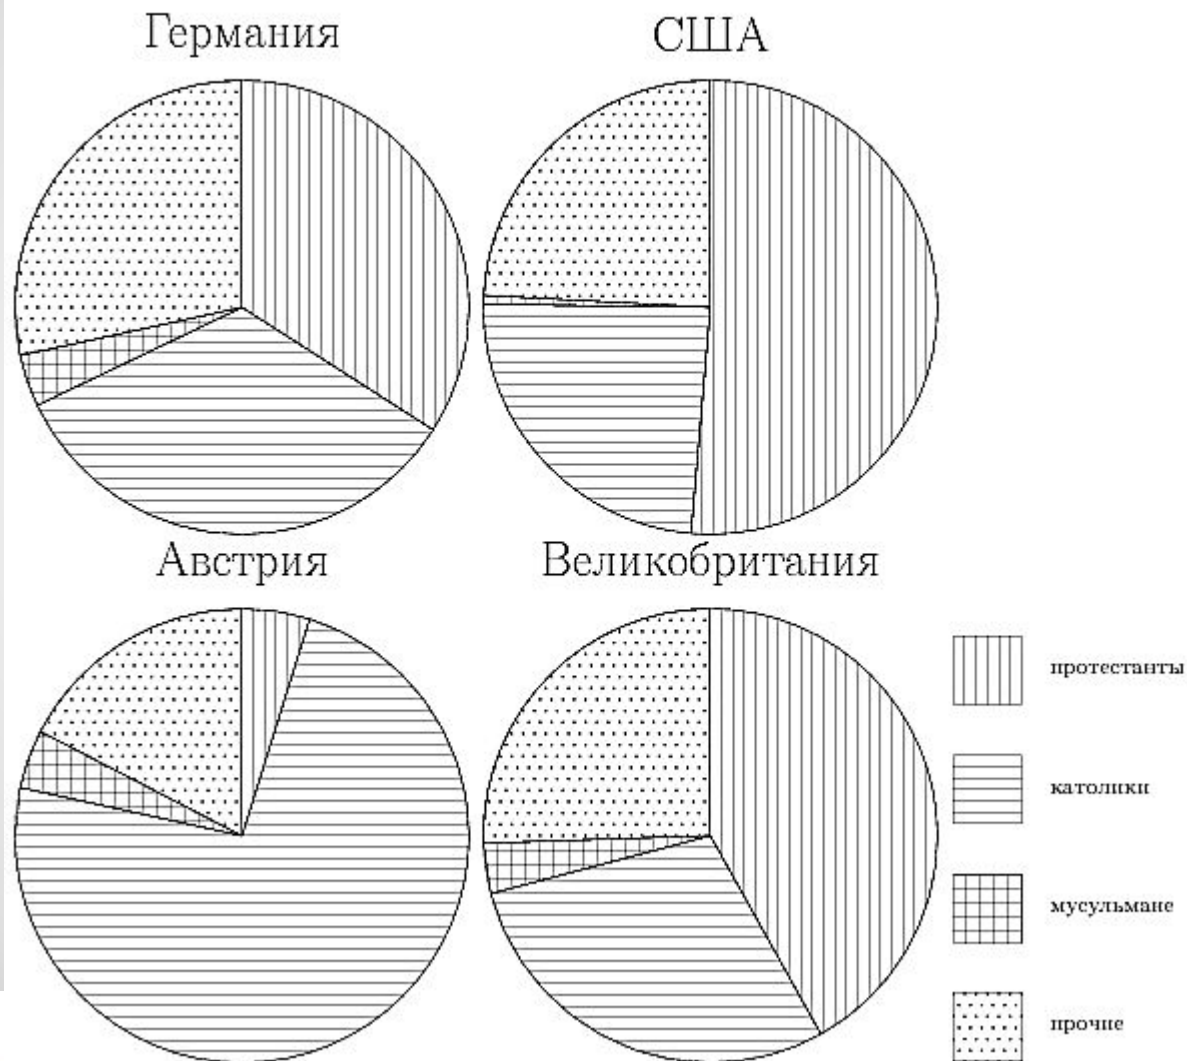 Германия
США
Австрия
Великобритания
протестанты
католики
мусульмане
прочие